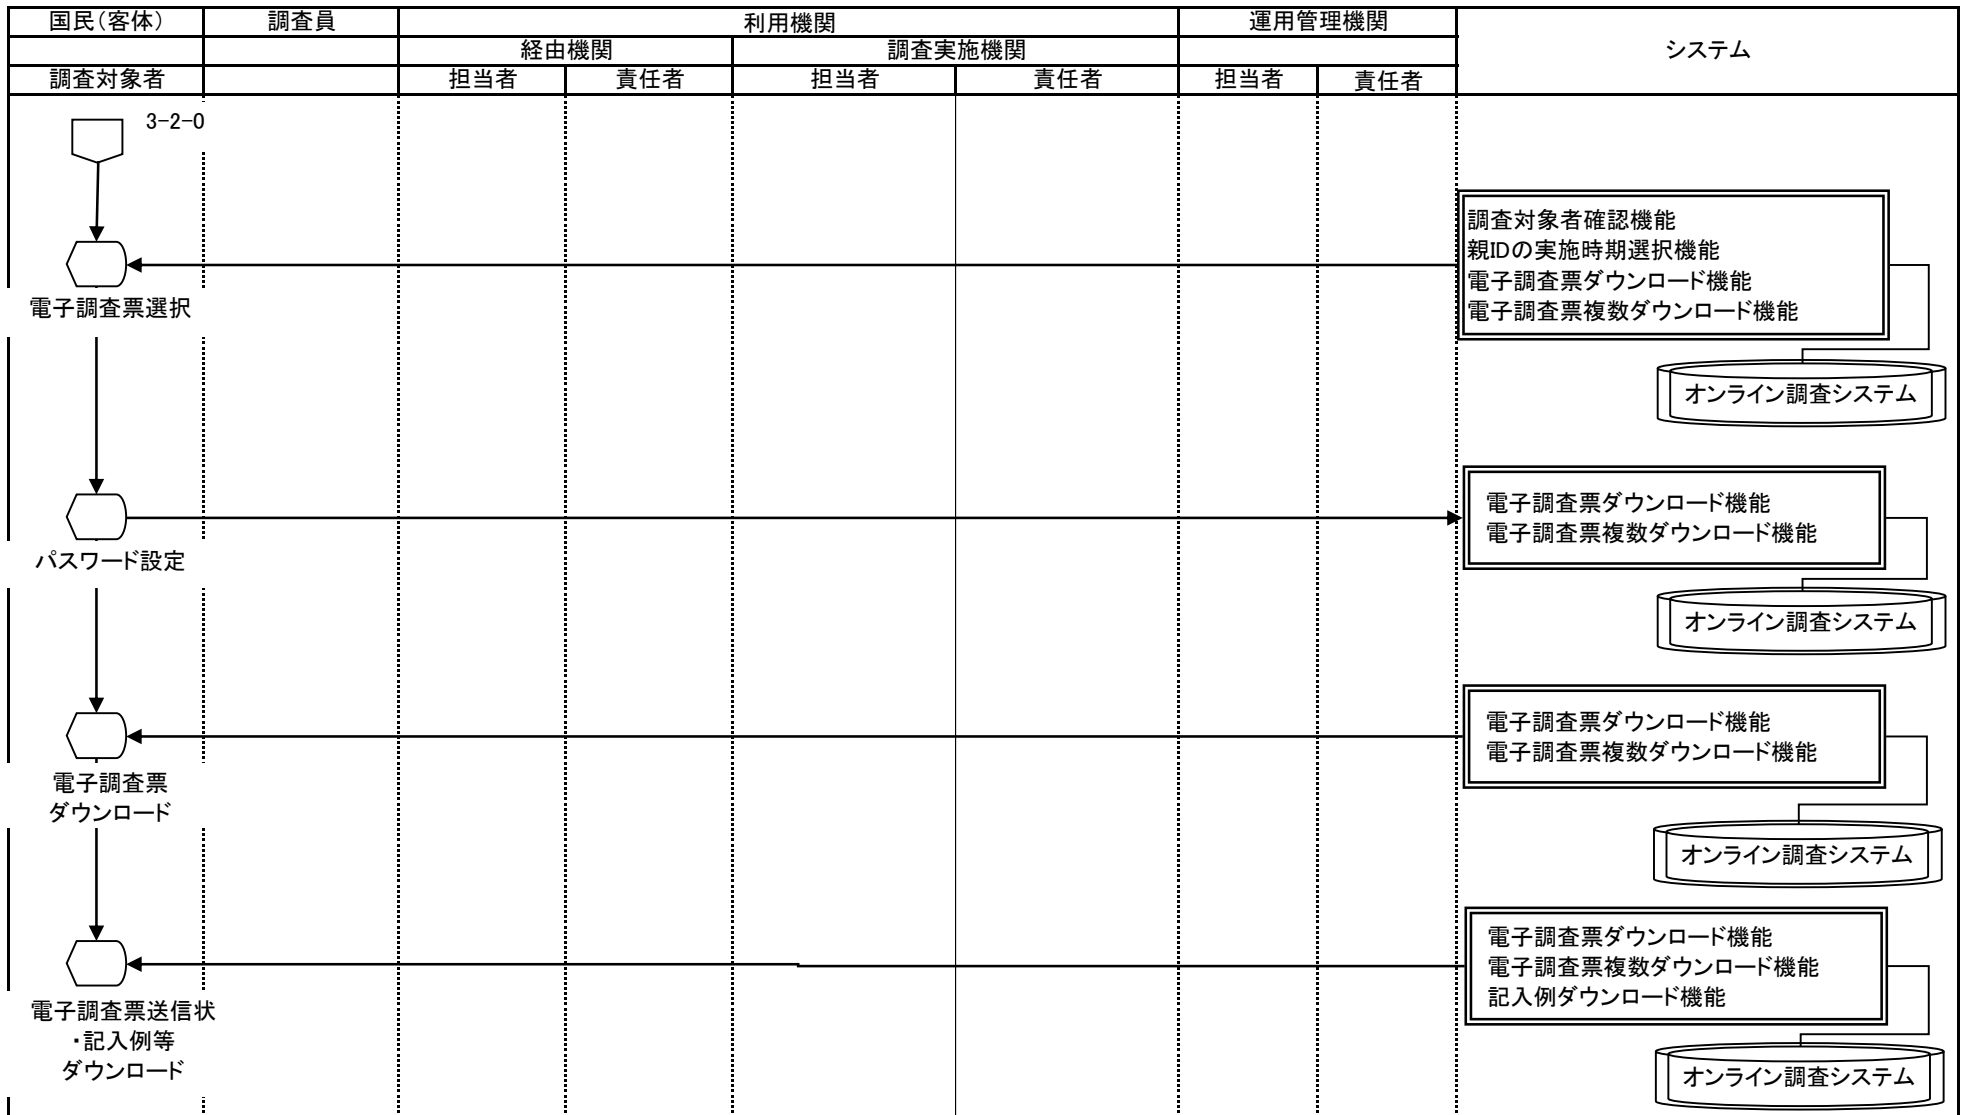 国民（客体）
調査員
利用機関
運用管理機関
システム
経由機関
調査実施機関
調査対象者
担当者
責任者
担当者
責任者
担当者
責任者
3-2-0
調査対象者確認機能
親IDの実施時期選択機能
電子調査票ダウンロード機能
電子調査票複数ダウンロード機能
電子調査票選択
オンライン調査システム
電子調査票ダウンロード機能
電子調査票複数ダウンロード機能
パスワード設定
オンライン調査システム
電子調査票ダウンロード機能
電子調査票複数ダウンロード機能
電子調査票
ダウンロード
オンライン調査システム
電子調査票ダウンロード機能
電子調査票複数ダウンロード機能
記入例ダウンロード機能
電子調査票送信状
・記入例等
ダウンロード
オンライン調査システム